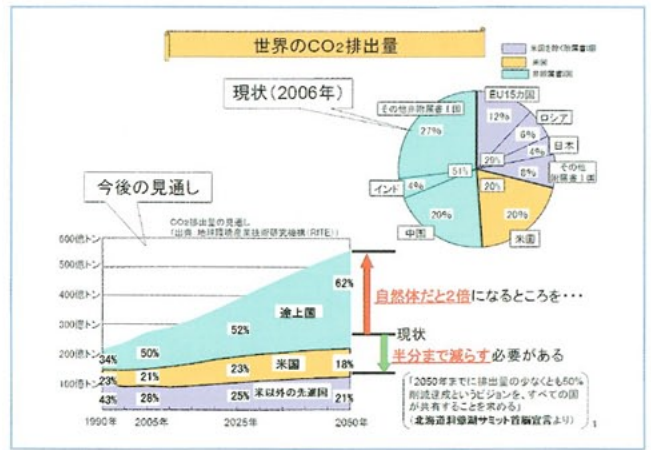 世界のCO2排出量
米国を除く附属書I国
米国
非附属書I国
現状(2006年)
その他非附属書I国
27%
EU15カ国
12%
ロシア
6%
日本
4%
その他
附属書I国
8%
29%
51%
20%
インド
4%
20%
中国
20%
米国
今後の見通し
CO2排出量の見通し
(出典 地球環境産業技術研究機構(RITE))
600億トン
500億トン
400億トン
300億トン
200億トン
100億トン
34%
50%
52%
62%
途上国
23%
21%
23%
米国
18%
43%
28%
25%
米以外の先進国
21%
1990年
2005年
2025年
2050年
自然体だと2倍になるところを・・・
現状
半分まで減らす必要がある
「2050年までに排出量の少なくとも50%
削減達成というビジョンを、すべての国
が共有することを求める」
(北海道洞爺湖サミット首脳宣言より)
1